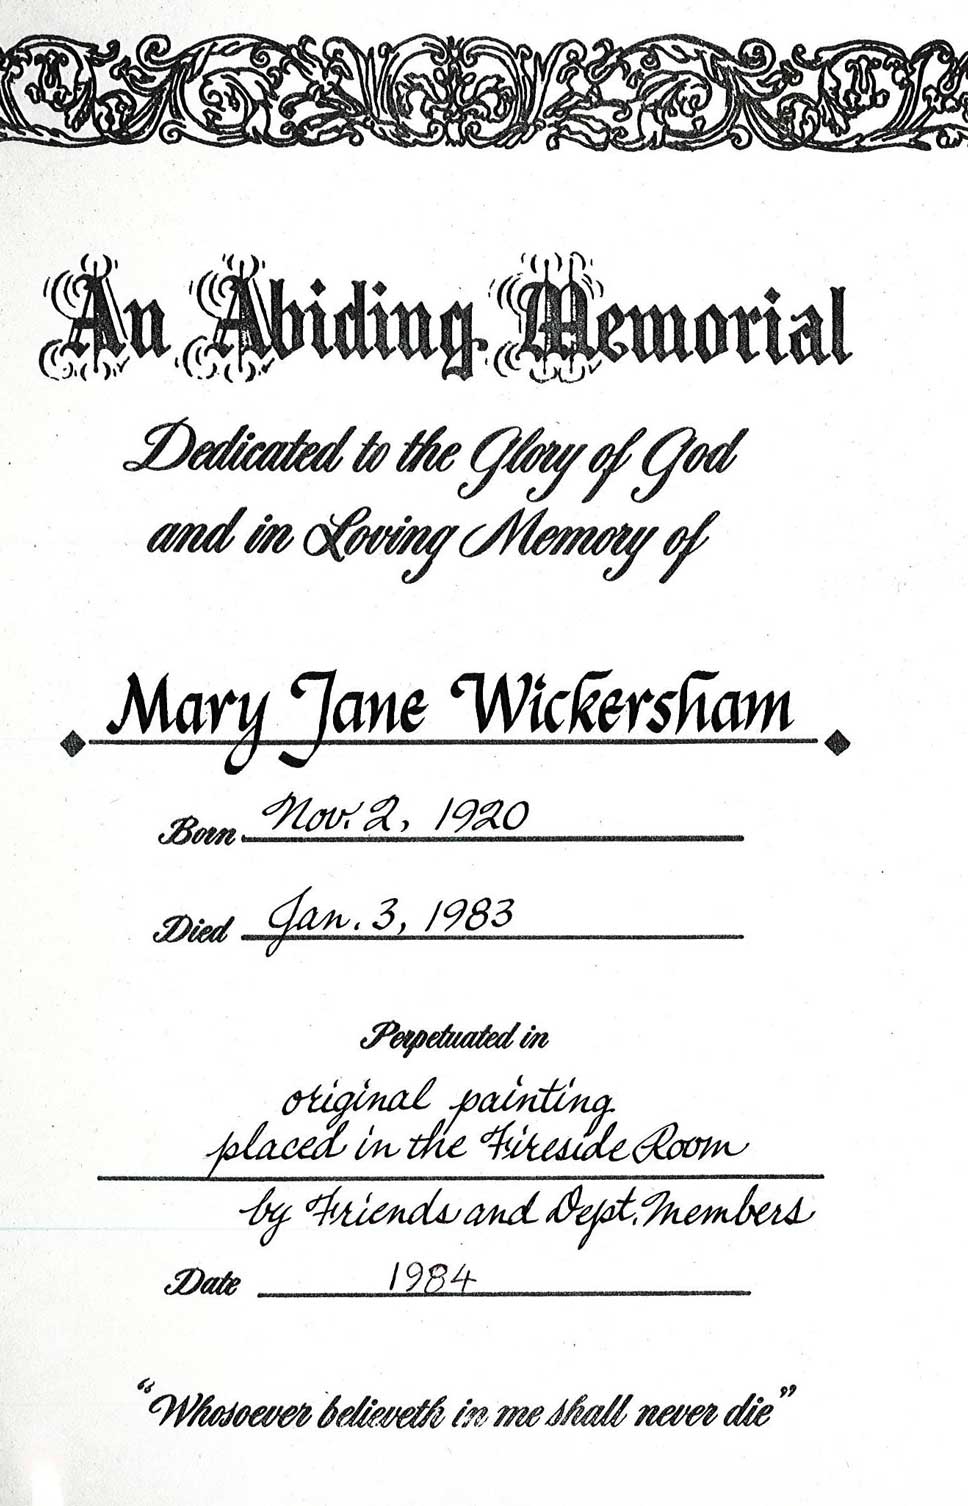 An Abiding Memorial
Dedicated to the Glory of God
and in Loving Memory of
Mary Jane Wickersham
Born Nov. 2, 1920
Died Jan. 3, 1983
Perpetuated in
original painting
placed in the Fireside Room
by Friends and Dept. Members
Date 1984
"Whosoever believeth in me shall never die"